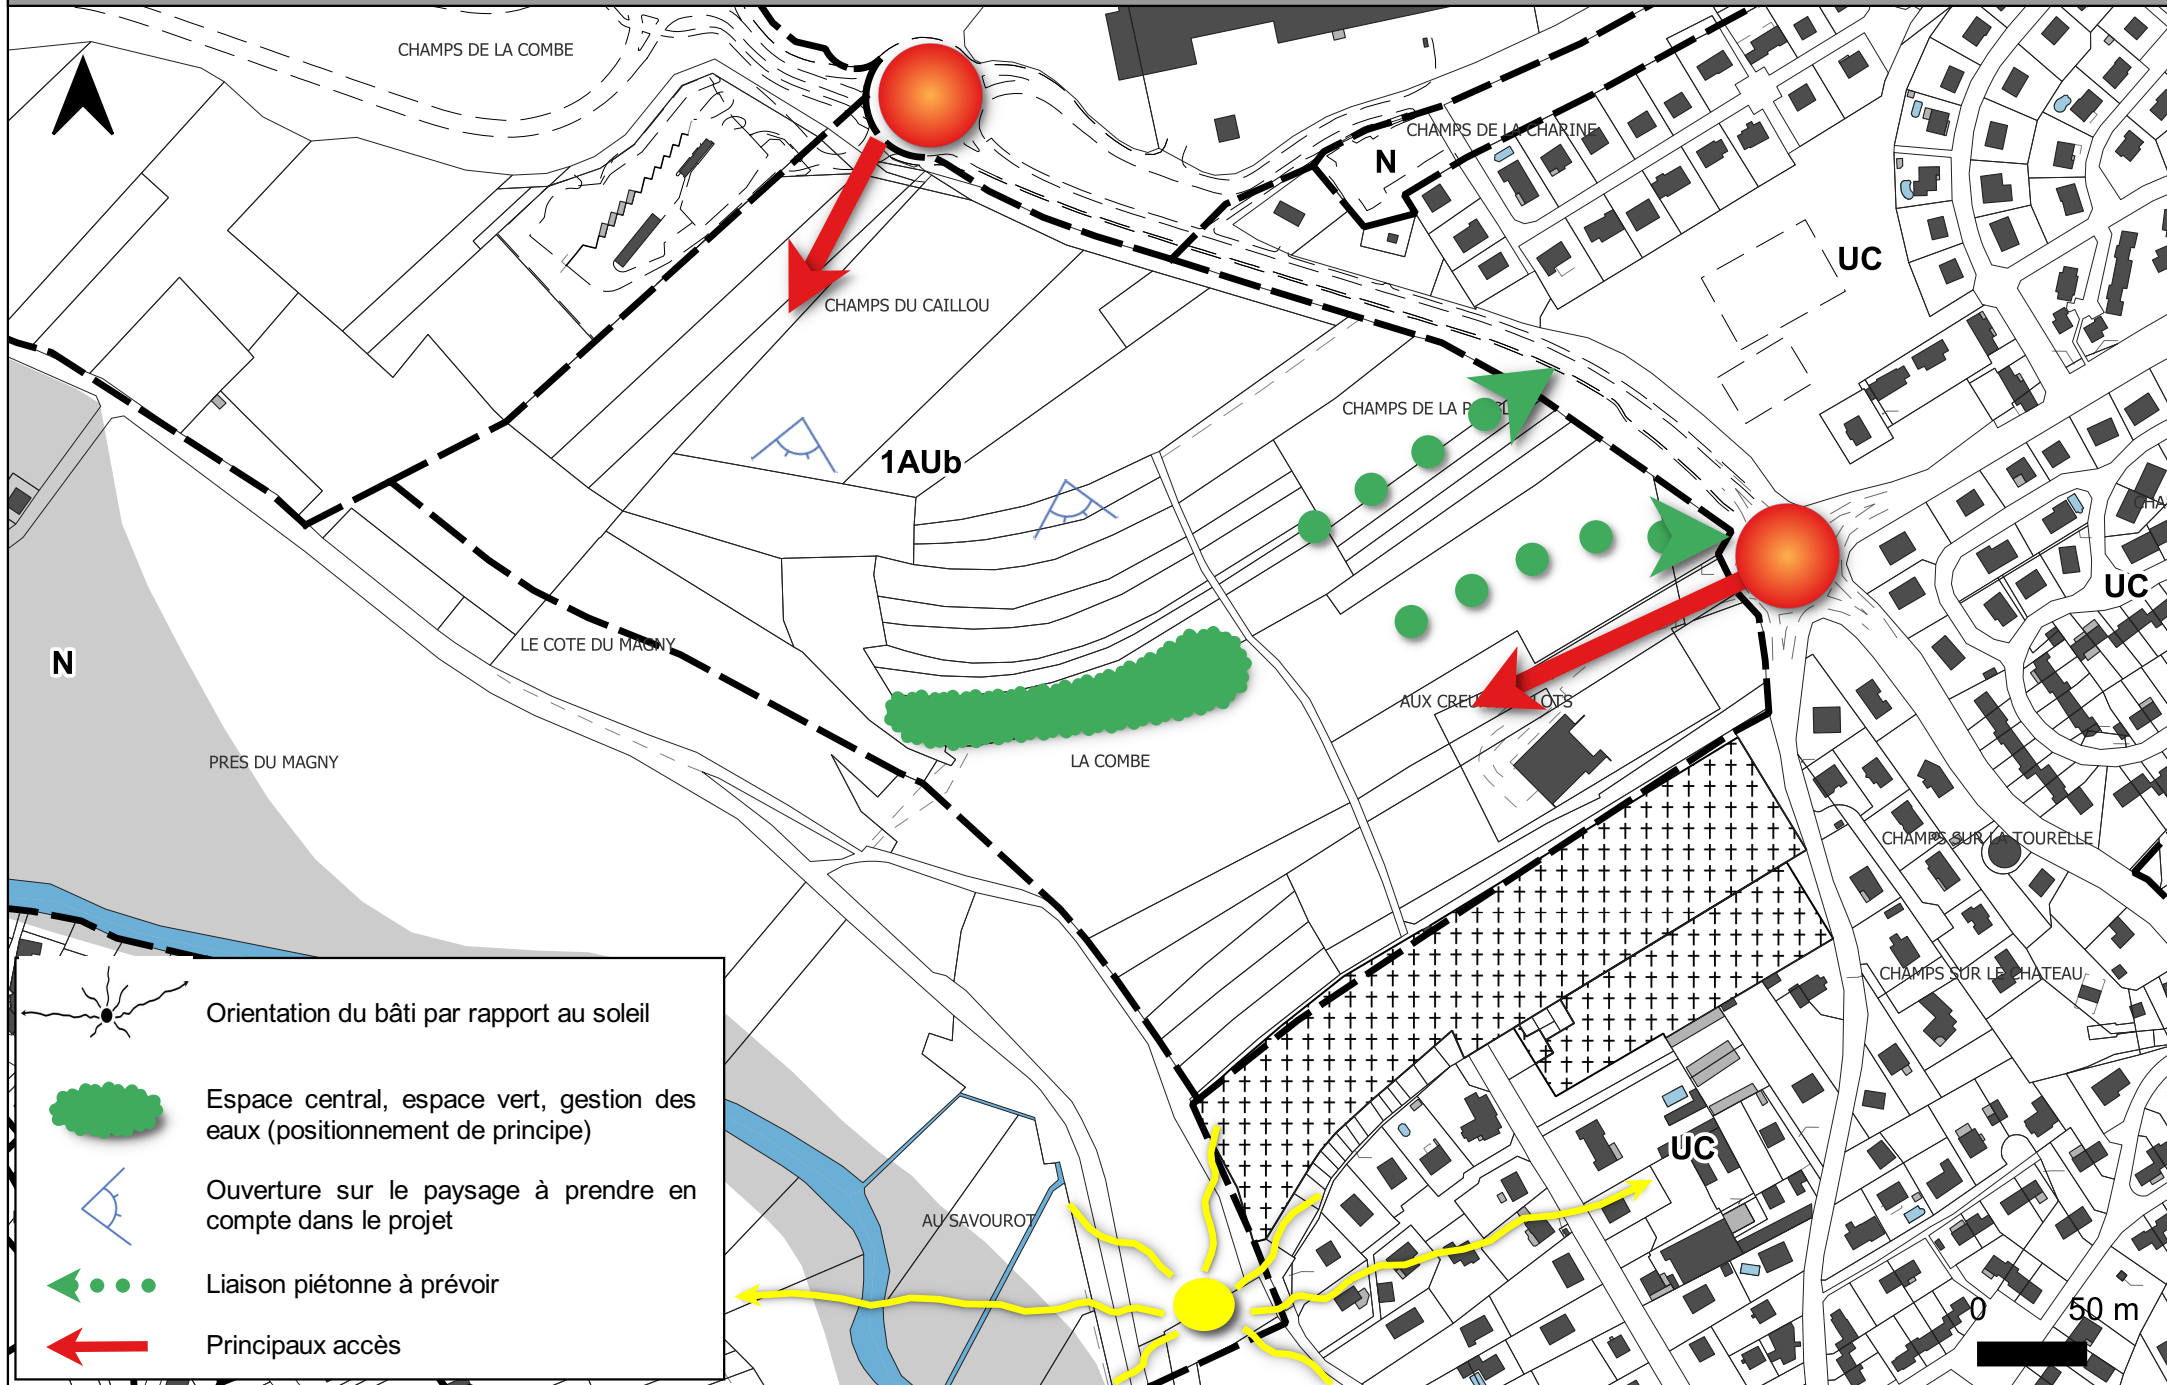 CHAMPS DE LA COMBE
CHAMPS DE LA CHARINE
N
UC
CHAMPS DU CAILLOU
CHAMPS DE LA
1AUb
UC
LE COTE DU MAGNY
N
AUX
PRES DU MAGNY
LA COMBE
CHAMPS SUR LA TOURELLE
CHAMPS SUR LE CHATEAU
UC
AU SAVOUROT
0 50 m
Orientation du bâti par rapport au soleil
Espace central, espace vert, gestion des
eaux (positionnement de principe)
Ouverture sur le paysage à prendre en
compte dans le projet
Liaison piétonne à prévoir
Principaux accès